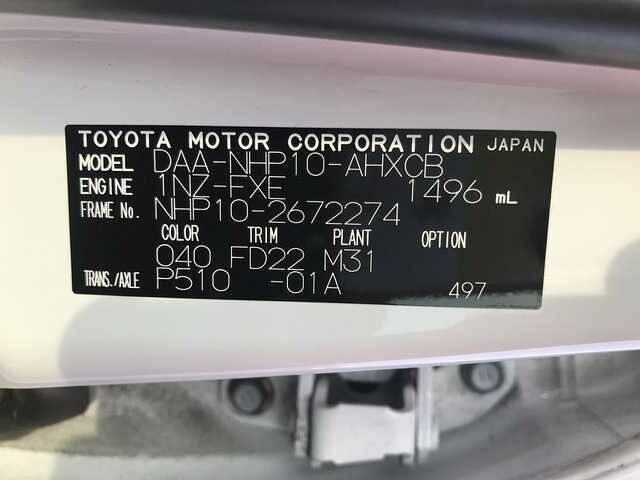 TOYOTA MOTOR CORPORATION JAPAN
MODEL DAA-NHP10-AHXCB
ENGINE 1NZ-FXE 1496 mL
FRAME No. NHP10-2672274
COLOR TRIM PLANT OPTION
040 FD22 M31
TRANS./AXLE P510 -01A 497